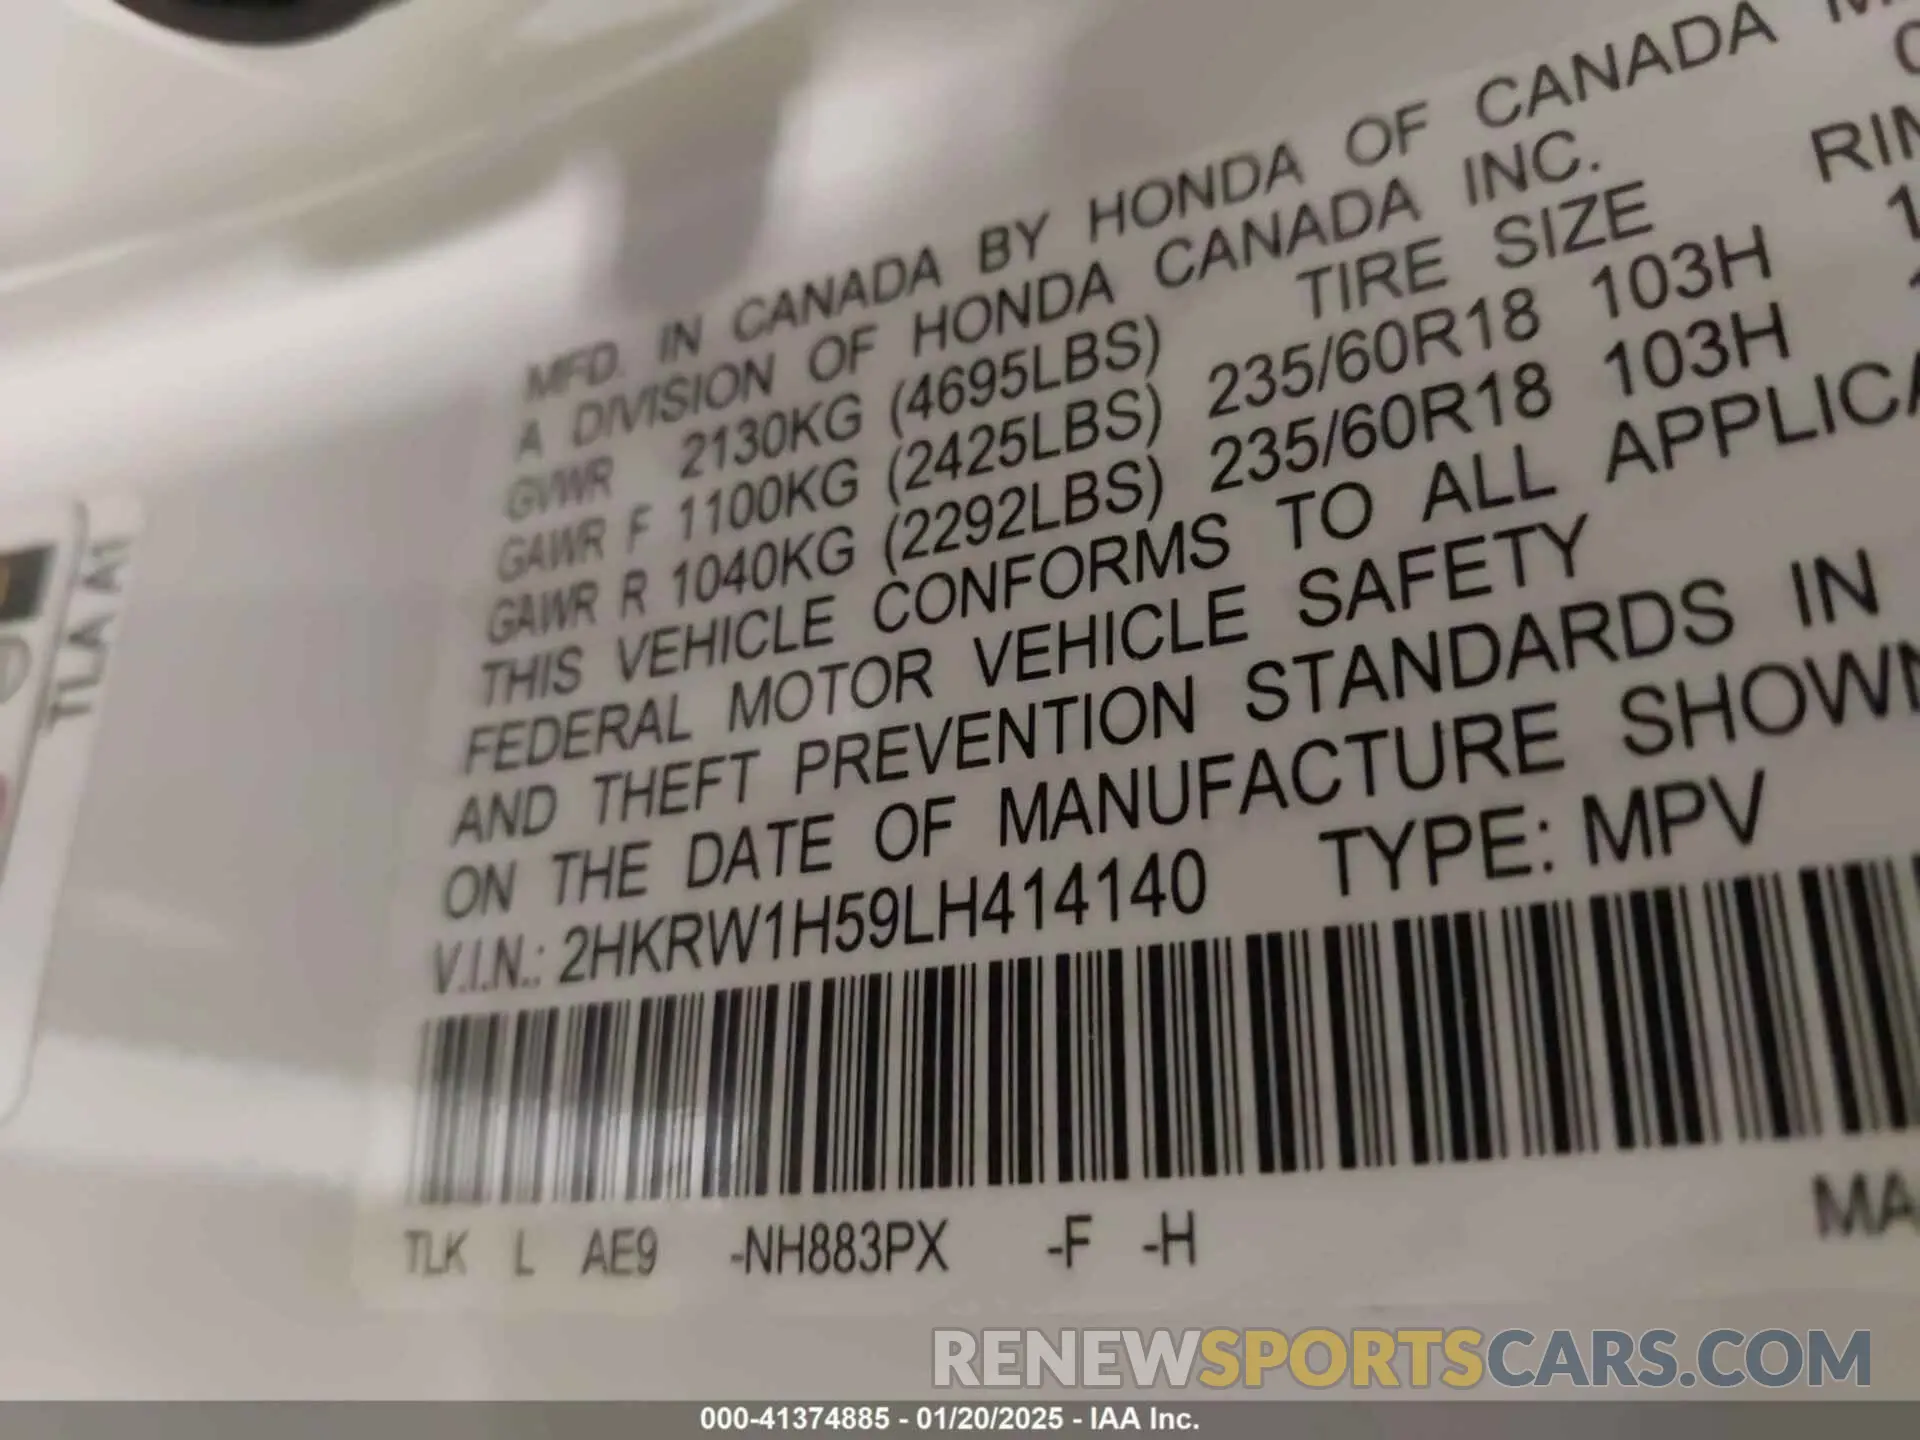 MFD. IN CANADA BY HONDA OF CANADA
A DIVISION OF HONDA CANADA INC.
GVWR 2130KG (4695LBS) TIRE SIZE
GAWR F 1100KG (2425LBS) 235/60R18 103H
GAWR R 1040KG (2292LBS) 235/60R18 103H
THIS VEHICLE CONFORMS TO ALL
FEDERAL MOTOR VEHICLE SAFETY
AND THEFT PREVENTION STANDARDS IN
ON THE DATE OF MANUFACTURE SHOWN
V.I.N.: 2HKRW1H59LH414140 TYPE: MPV
TLK L AE9 -NH883PX -F -H
TLA A1
RENEWSPORTSCARS.COM
000-41374885 - 01/20/2025 - IAA Inc.